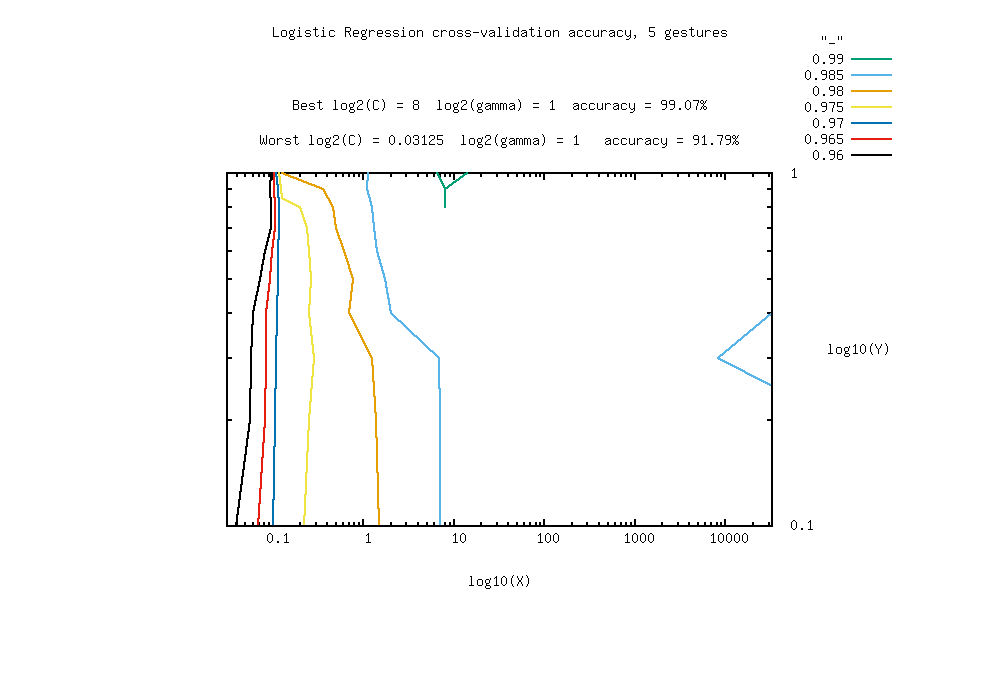 Logistic Regression cross-validation accuracy, 5 gestures
"_"
0.99
0.985
0.98
0.975
0.97
0.965
0.96
Best log2(C) = 8  log2(gamma) = 1  accuracy = 99.07%
Worst log2(C) = 0.03125  log2(gamma) = 1   accuracy = 91.79%
1
log10(Y)
0.1
0.1 1 10 100 1000 10000
log10(X)